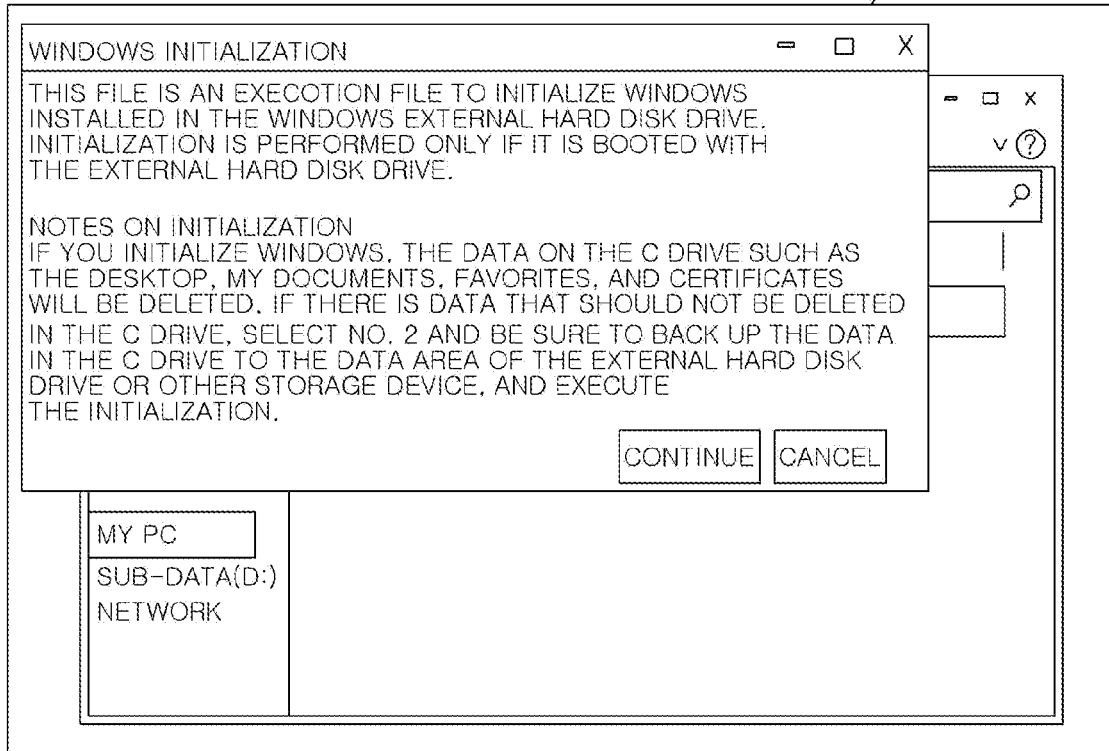 WINDOWS INITIALIZATION
THIS FILE IS AN EXECOTION FILE TO INITIALIZE WINDOWS
INSTALLED IN THE WINDOWS EXTERNAL HARD DISK DRIVE.
INITIALIZATION IS PERFORMED ONLY IF IT IS BOOTED WITH
THE EXTERNAL HARD DISK DRIVE.
NOTES ON INITIALIZATION
IF YOU INITIALIZE WINDOWS, THE DATA ON THE C DRIVE SUCH AS
THE DESKTOP, MY DOCUMENTS, FAVORITES, AND CERTIFICATES
WILL BE DELETED. IF THERE IS DATA THAT SHOULD NOT BE DELETED
IN THE C DRIVE, SELECT NO. 2 AND BE SURE TO BACK UP THE DATA
IN THE C DRIVE TO THE DATA AREA OF THE EXTERNAL HARD DISK
DRIVE OR OTHER STORAGE DEVICE, AND EXECUTE
THE INITIALIZATION.
CONTINUE CANCEL
MY PC
SUB-DATA(D:)
NETWORK